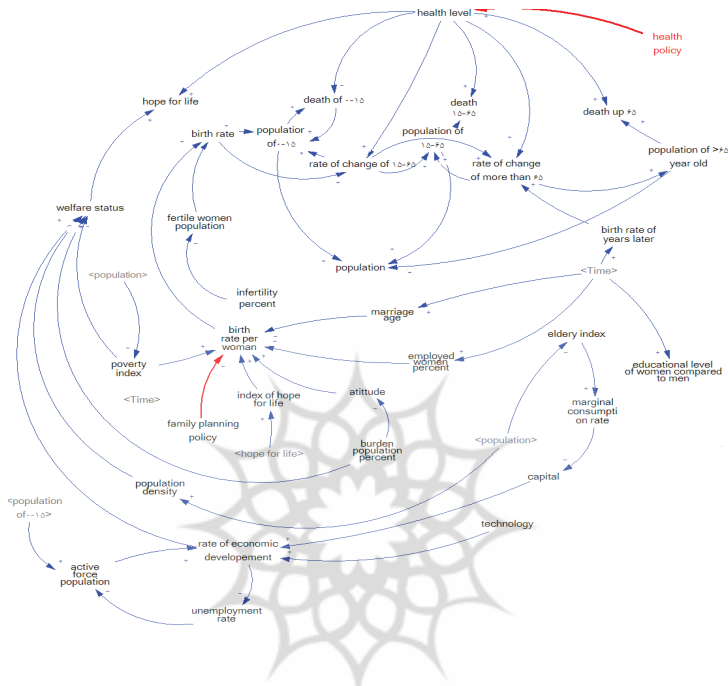 health level
health
policy
hope for life
death of ۰-۱۵
death
۱۵-۶۵
death up ۶۵
birth rate
population
of۰-۱۵
population of
۱۵-۶۵
population of >۶۵
year old
rate of change of ۱۵-۶۵
rate of change
of more than ۶۵
welfare status
fertile women
population
birth rate of
years later
<population>
population
<Time>
infertility
percent
marriage
age
birth
rate per
woman
eldery index
poverty
index
employed
women
percent
educational level
of women compared
to men
<Time>
index of hope
for life
atitude
marginal
consumpti
on rate
family planning
policy
<hope for life>
burden
population
percent
<population>
population
density
capital
<population
of۰-۱۵>
technology
rate of economic
developement
active
force
population
unemployment
rate